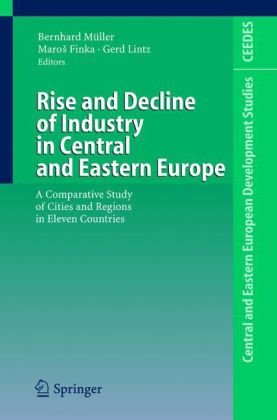 Bernhard Müller
Maroš Finka · Gerd Lintz
Editors
Rise and Decline
of Industry
in Central
and Eastern Europe
A Comparative Study
of Cities and Regions
in Eleven Countries
Springer
Central and Eastern European Development Studies
CEEDES